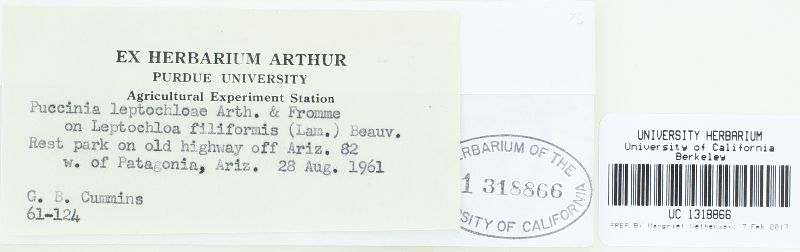 EX HERBARIUM ARTHUR
PURDUE UNIVERSITY
Agricultural Experiment Station
Puccinia leptochloae Arth. & Fromme
on Leptochloa filiformis (Lam.) Beauv.
Rest park on old highway off Ariz. 82
w. of Patagonia, Ariz. 28 Aug. 1961
G. B. Cummins
61-124
ERBARIUM OF THE
1 318866
SITY OF CALIFORNIA
UNIVERSITY HERBARIUM
University of California
Berkeley
UC 1318866
PREP BY Margriet Wetherwax, 7 Feb 2017